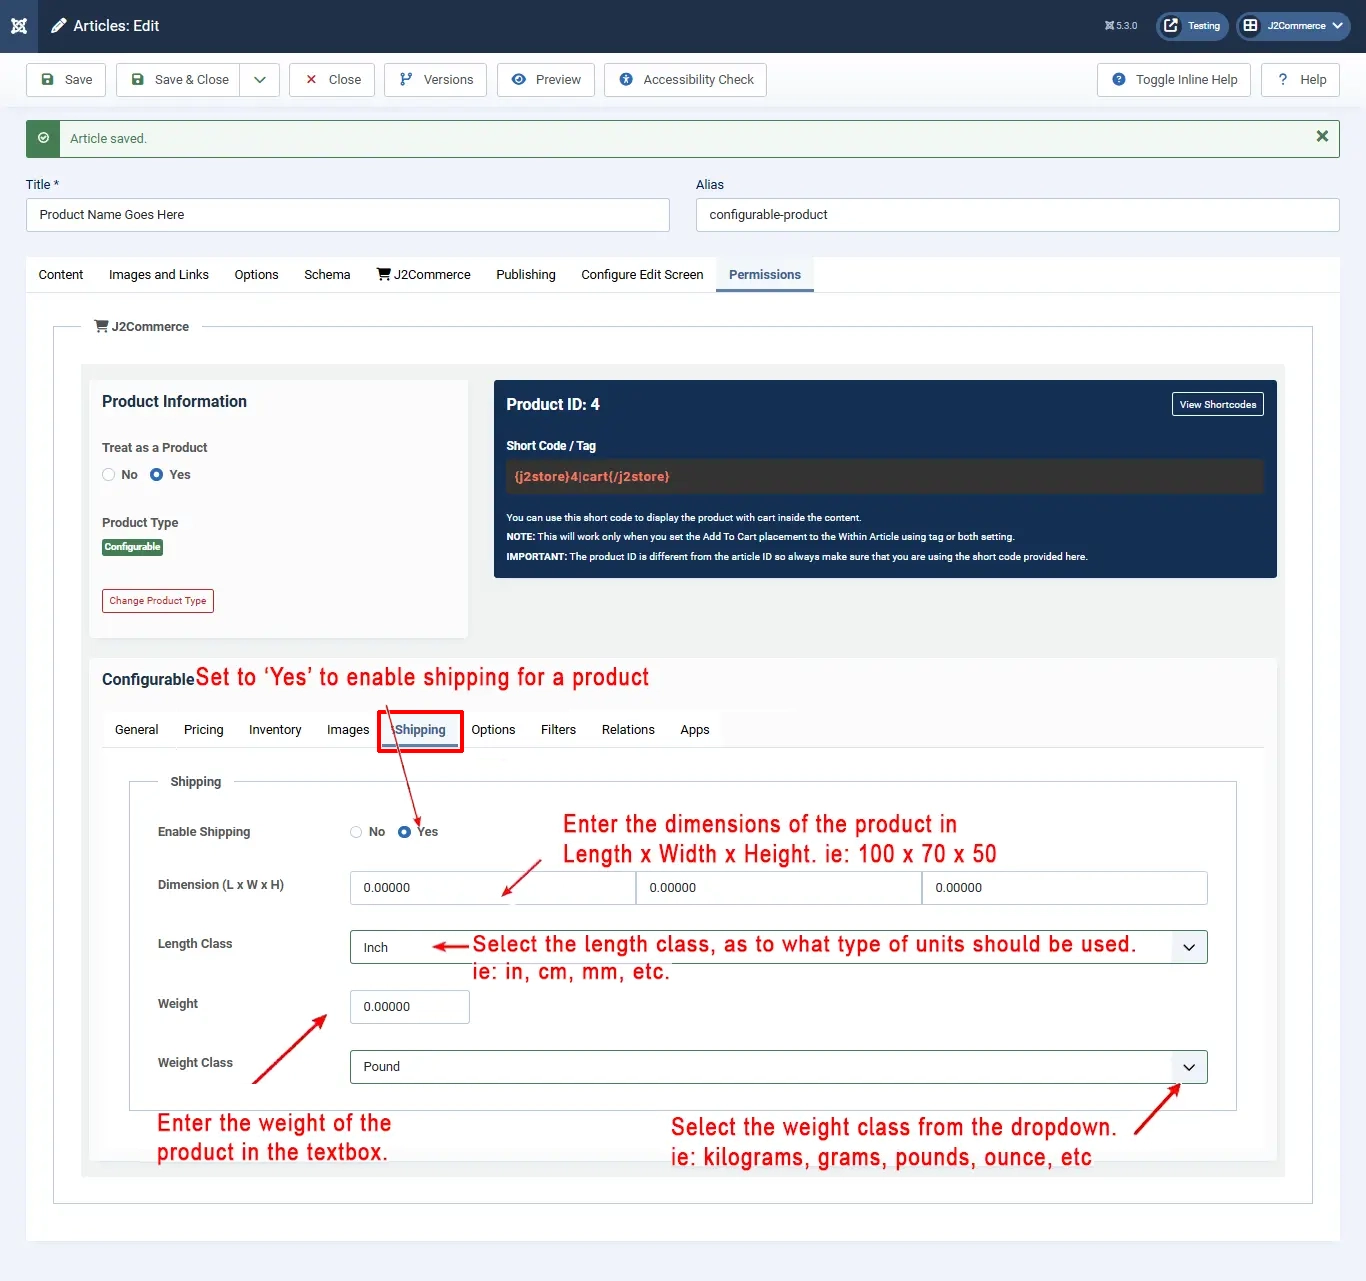 Articles: Edit
5.3.0
Testing
J2Commerce
Save
Save & Close
Close
Versions
Preview
Accessibility Check
Toggle Inline Help
? Help
Article saved.
Title *
Alias
Product Name Goes Here
configurable-product
Content
Images and Links
Options
Schema
J2Commerce
Publishing
Configure Edit Screen
Permissions
J2Commerce
Product Information
Treat as a Product
No
Yes
Product Type
Configurable
Change Product Type
Product ID: 4
View Shortcodes
Short Code / Tag
{j2store}4|cart{/j2store}
You can use this short code to display the product with cart inside the content.
NOTE: This will work only when you set the Add To Cart placement to the Within Article using tag or both setting.
IMPORTANT: The product ID is different from the article ID so always make sure that you are using the short code provided here.
Configurable
Set to ‘Yes’ to enable shipping for a product
General
Pricing
Inventory
Images
Shipping
Options
Filters
Relations
Apps
Shipping
Enable Shipping
No
Yes
Enter the dimensions of the product in
Length x Width x Height. ie: 100 x 70 x 50
Dimension (L x W x H)
0.00000
0.00000
0.00000
Length Class
Inch
Select the length class, as to what type of units should be used.
ie: in, cm, mm, etc.
Weight
0.00000
Weight Class
Pound
Enter the weight of the
product in the textbox.
Select the weight class from the dropdown.
ie: kilograms, grams, pounds, ounce, etc